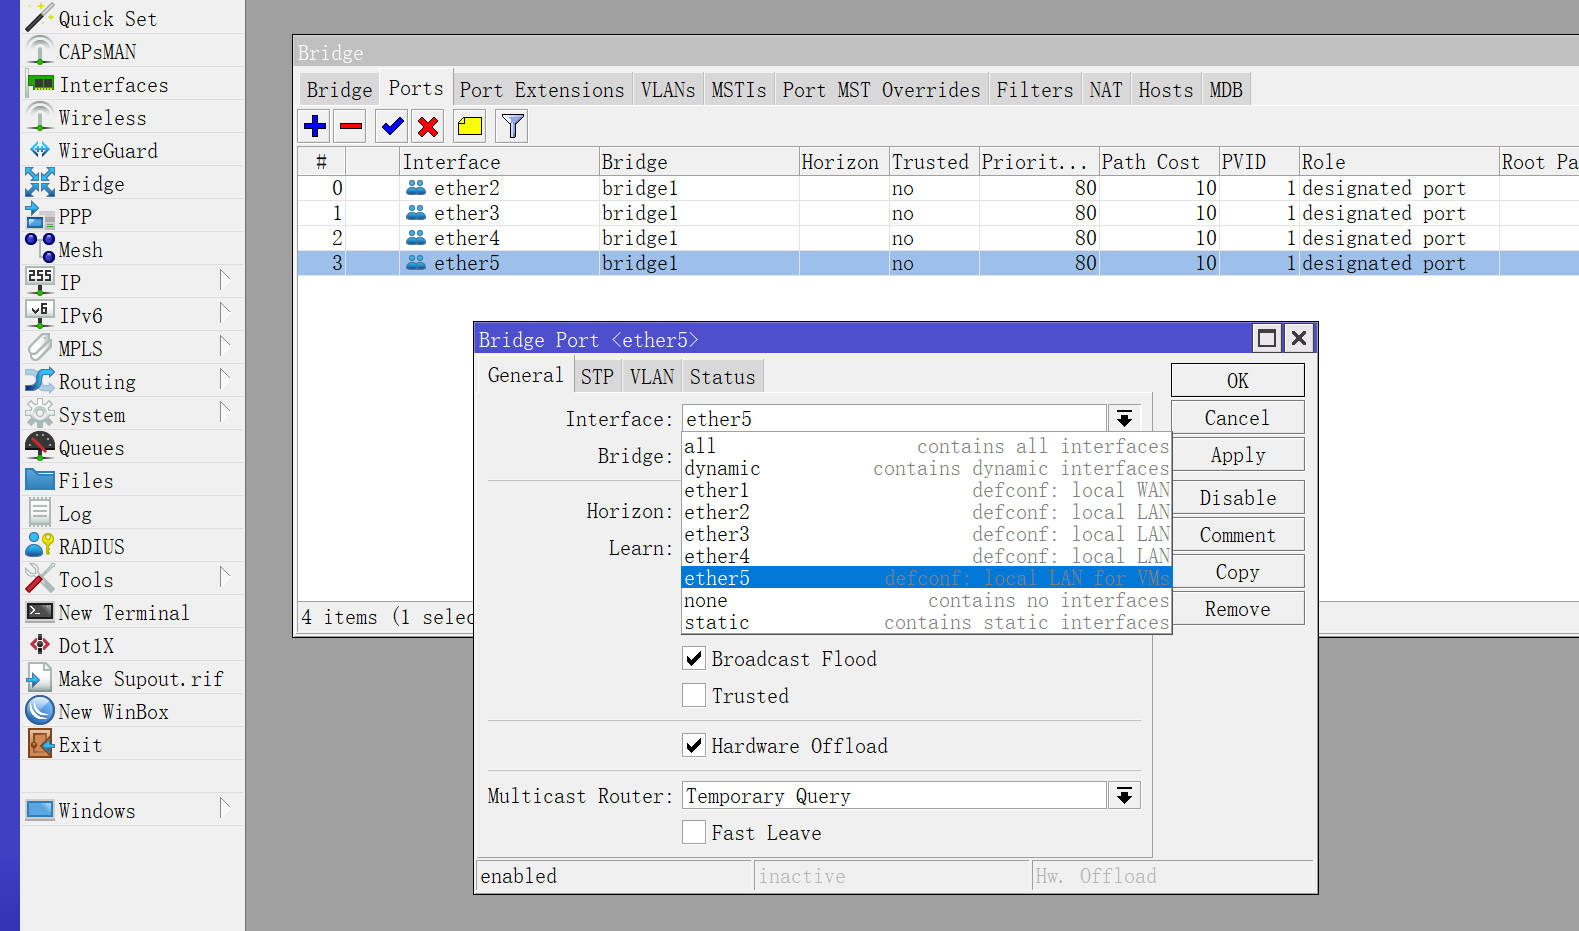 Quick Set
CAPsMAN
Interfaces
Wireless
WireGuard
Bridge
PPP
Mesh
255 IP
v6 IPv6
MPLS
Routing
System
Queues
Files
Log
RADIUS
Tools
New Terminal
Dot1X
Make Supout.rif
New WinBox
Exit
Windows
Bridge
Bridge Ports Port Extensions VLANs MSTIs Port MST Overrides Filters NAT Hosts MDB
# Interface Bridge Horizon Trusted Priorit... Path Cost PVID Role Root Pa
0 ether2 bridge1 no 80 10 1 designated port
1 ether3 bridge1 no 80 10 1 designated port
2 ether4 bridge1 no 80 10 1 designated port
3 ether5 bridge1 no 80 10 1 designated port
4 items (1 selec
Bridge Port <ether5>
General STP VLAN Status
Interface: ether5
all contains all interfaces
dynamic contains dynamic interfaces
ether1 defconf: local WAN
ether2 defconf: local LAN
ether3 defconf: local LAN
ether4 defconf: local LAN
ether5 defconf: local LAN for VMs
none contains no interfaces
static contains static interfaces
Bridge:
Horizon:
Learn:
Broadcast Flood
Trusted
Hardware Offload
Multicast Router: Temporary Query
Fast Leave
OK
Cancel
Apply
Disable
Comment
Copy
Remove
enabled inactive Hw. Offload